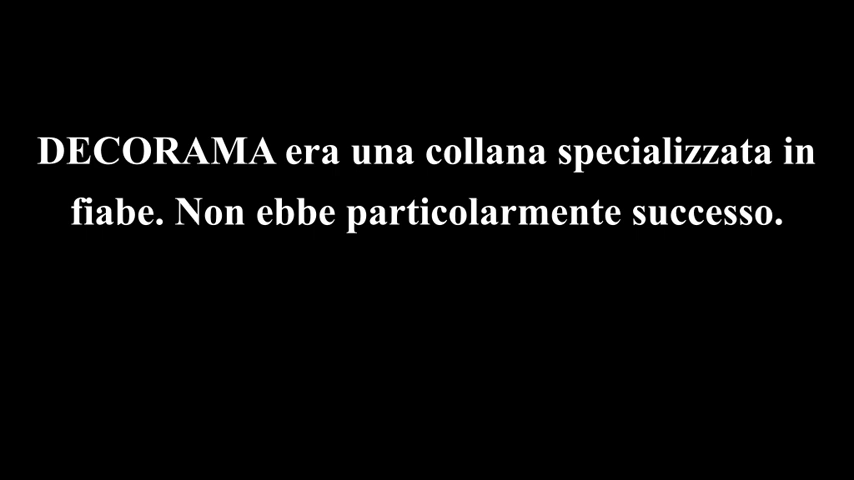 DECORAMA era una collana specializzata in
fiabe. Non ebbe particolarmente successo.